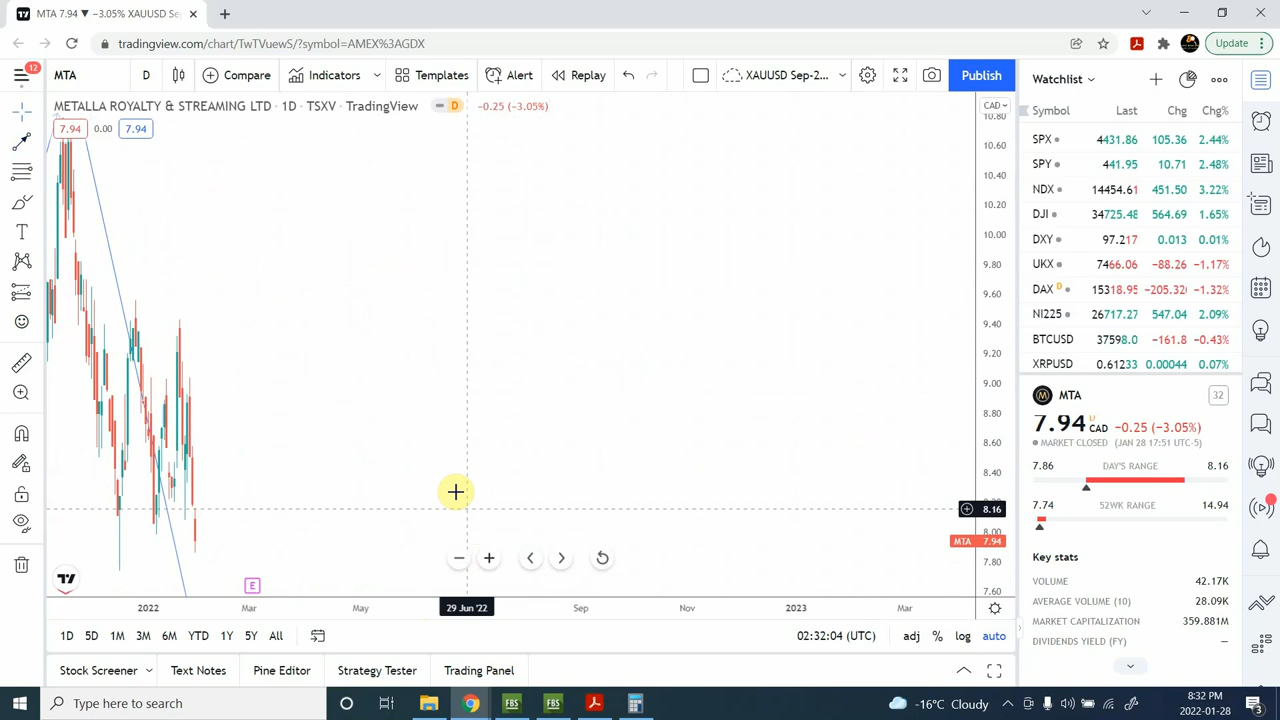 MTA 7.94 ▼ −3.05% XAUUSD Se
tradingview.com/chart/TwTVuewS/?symbol=AMEX%3AGDX
Update
12
MTA D Compare Indicators Templates Alert Replay XAUUSD Sep-2... Publish
METALLA ROYALTY & STREAMING LTD · 1D · TSXV · TradingView D −0.25 (−3.05%)
7.94 0.00 7.94
CAD
10.80
10.60
10.40
10.20
10.00
9.80
9.60
9.40
9.20
9.00
8.80
8.60
8.40
8.16
8.00
MTA 7.94
7.80
7.60
E
2022 Mar May 29 Jun '22 Sep Nov 2023 Mar
1D 5D 1M 3M 6M YTD 1Y 5Y All 02:32:04 (UTC) adj % log auto
Stock Screener Text Notes Pine Editor Strategy Tester Trading Panel
Watchlist
Symbol Last Chg Chg%
SPX 4431.86 105.36 2.44%
SPY 441.95 10.71 2.48%
NDX 14454.61 451.50 3.22%
DJI 34725.48 564.69 1.65%
DXY 97.217 0.013 0.01%
UKX 7466.06 −88.26 −1.17%
DAX D 15318.95 −205.32 −1.32%
NI225 26717.27 547.04 2.09%
BTCUSD 37598.0 −161.8 −0.43%
XRPUSD 0.61233 0.00044 0.07%
MTA 32
7.94 D CAD −0.25 (−3.05%)
MARKET CLOSED (JAN 28 17:51 UTC-5)
7.86 DAY'S RANGE 8.16
7.74 52WK RANGE 14.94
Key stats
VOLUME 42.17K
AVERAGE VOLUME (10) 28.09K
MARKET CAPITALIZATION 359.881M
DIVIDENDS YIELD (FY) —
Type here to search
FBS FBS
-16°C Cloudy
8:32 PM
2022-01-28
3